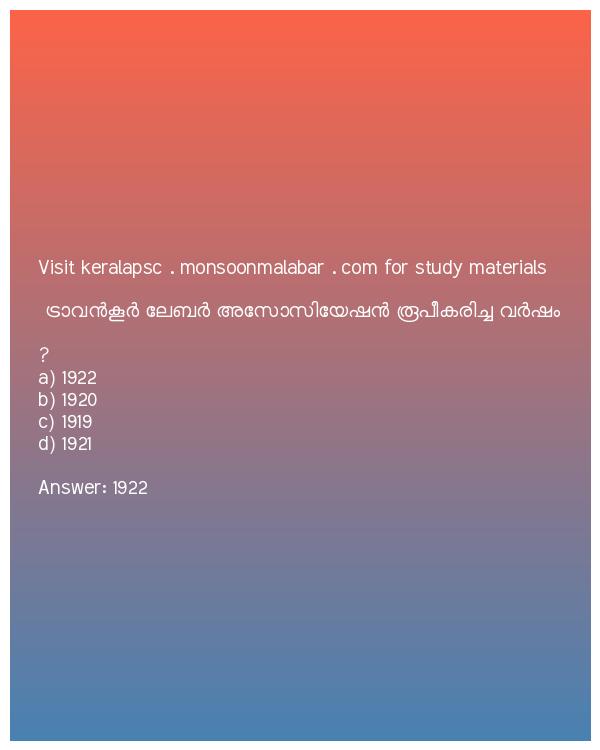 Visit keralapsc . monsoonmalabar . com for study materials
ട്രാവൻകൂർ ലേബർ അസോസിയേഷൻ രൂപീകരിച്ച വർഷം
?
a) 1922
b) 1920
c) 1919
d) 1921
Answer: 1922